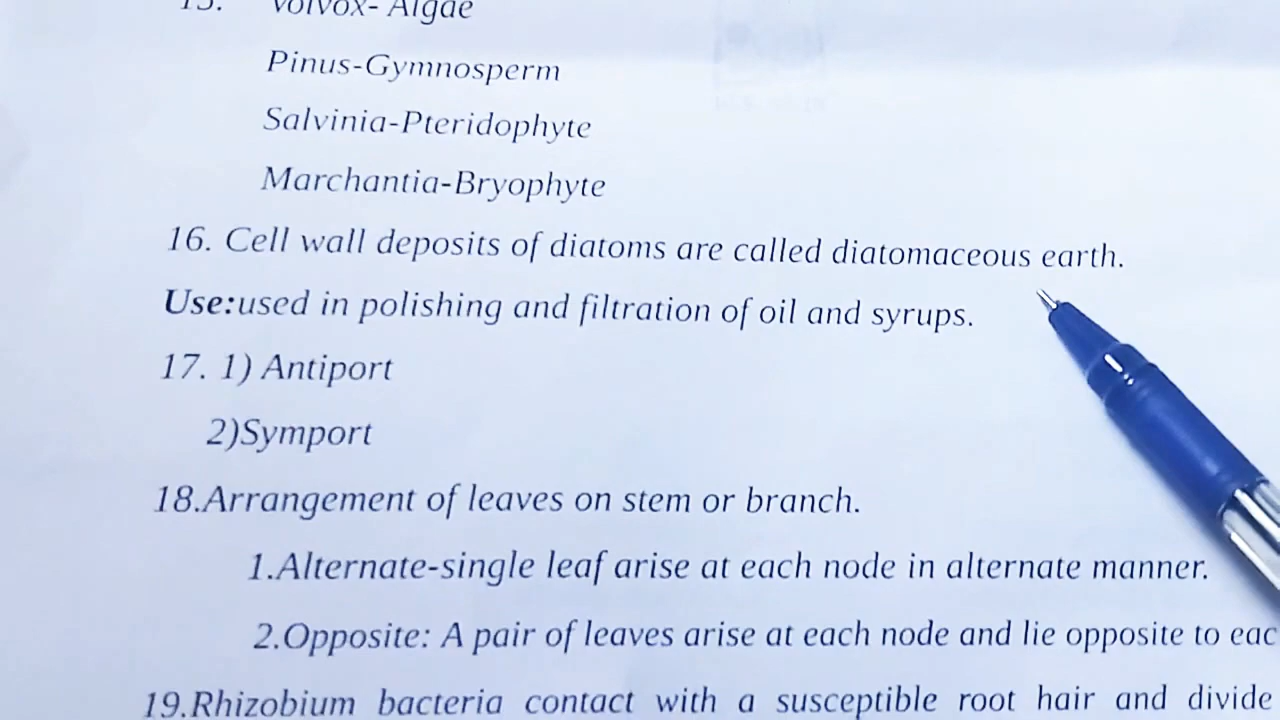 15. Volvox- Algae
Pinus-Gymnosperm
Salvinia-Pteridophyte
Marchantia-Bryophyte
16. Cell wall deposits of diatoms are called diatomaceous earth.
Use:used in polishing and filtration of oil and syrups.
17. 1) Antiport
2)Symport
18.Arrangement of leaves on stem or branch.
1.Alternate-single leaf arise at each node in alternate manner.
2.Opposite: A pair of leaves arise at each node and lie opposite to eac
19.Rhizobium bacteria contact with a susceptible root hair and divide